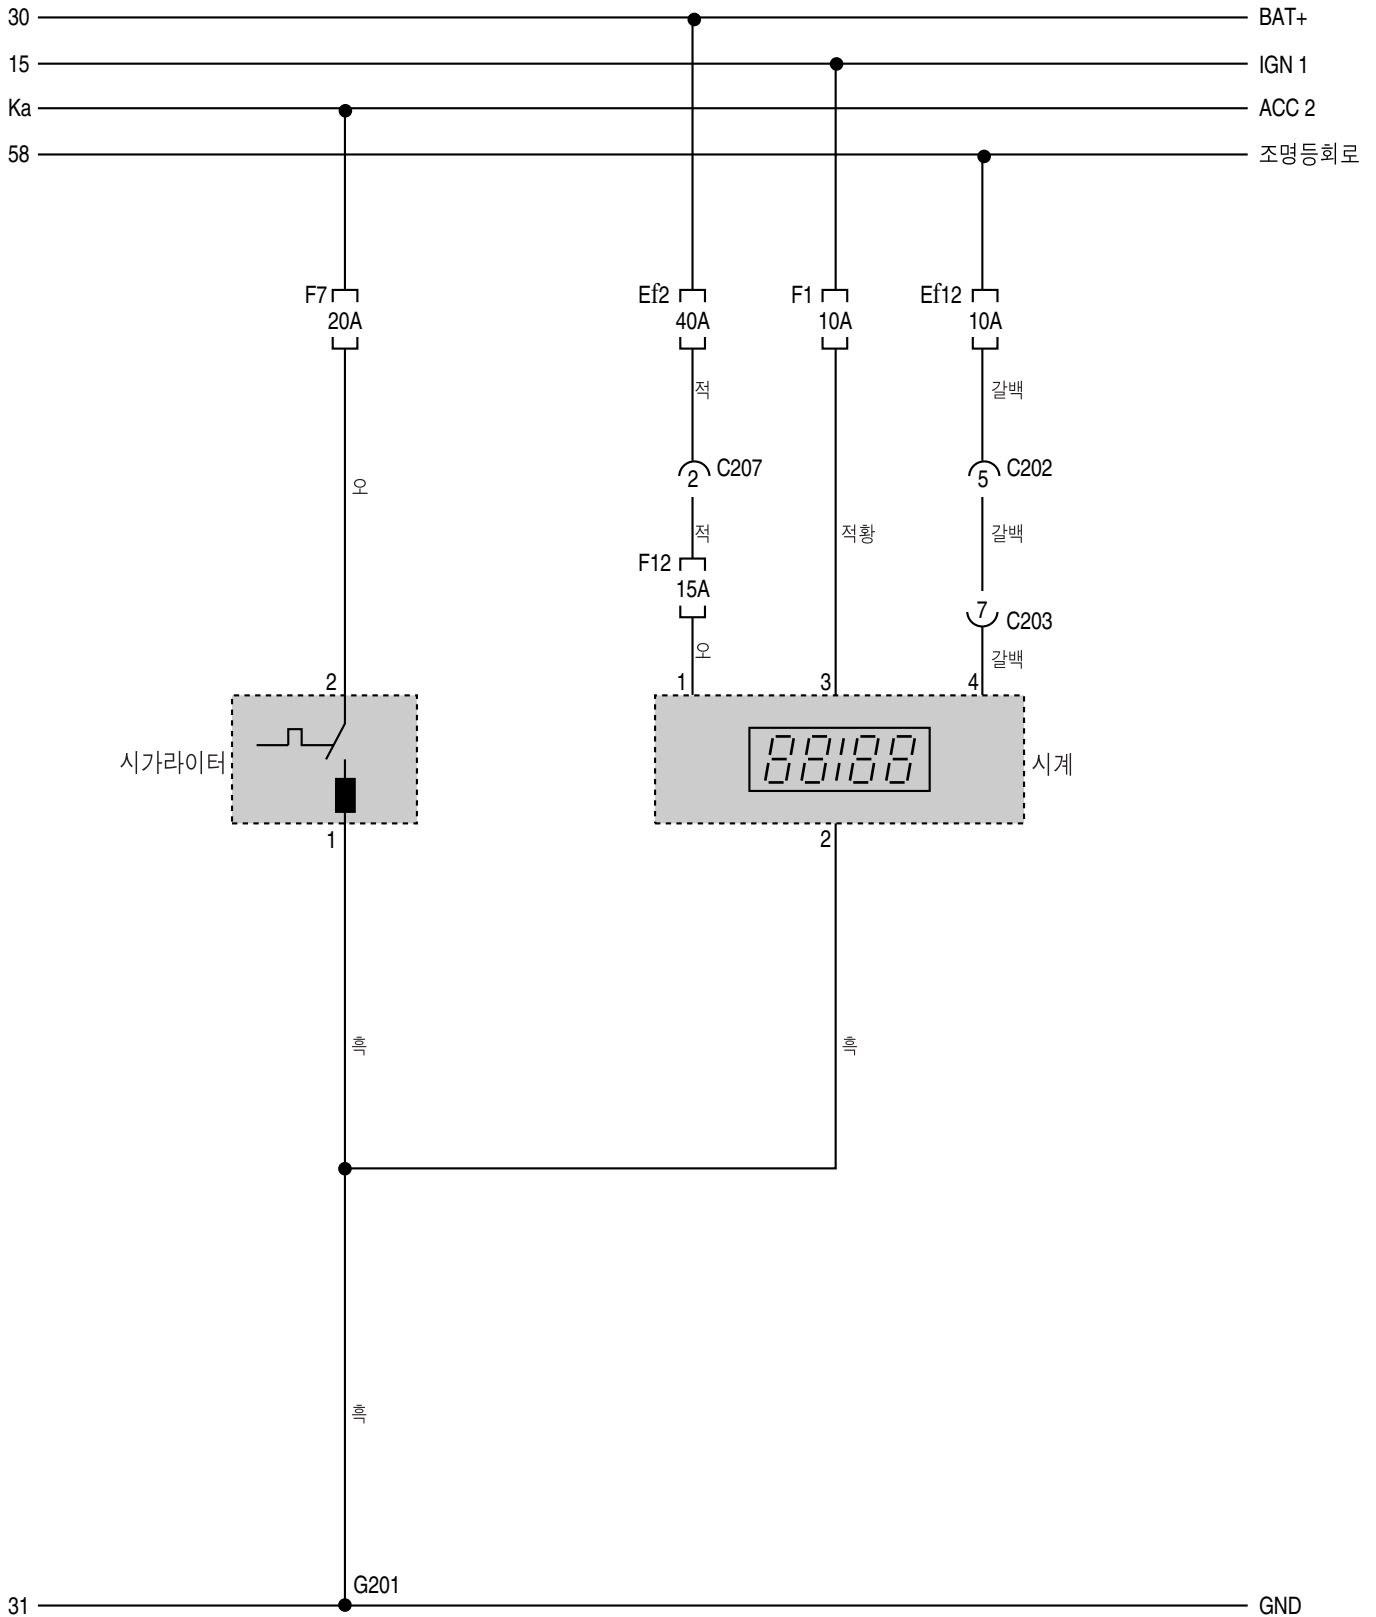 30 BAT+
15 IGN 1
Ka ACC 2
58 조명등회로
F7 Ef2 F1 Ef12
20A 40A 10A 10A
적 갈백
2 C207 5 C202
오
적 적황 갈백
F12
15A
7 C203
오 갈백
2 1 3 4
시가라이터 시계
88:88
1 2
흑 흑
흑
G201
31 GND